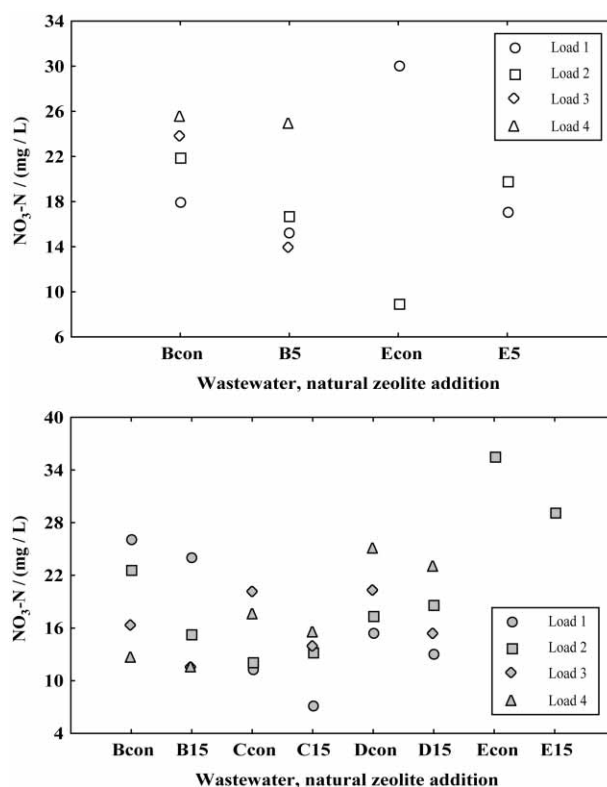 34
30
26
22
18
14
10
6
NO₃-N / (mg / L)
Load 1
Load 2
Load 3
Load 4
Bcon B5 Econ E5
Wastewater, natural zeolite addition
40
34
28
22
16
10
4
NO₃-N / (mg / L)
Load 1
Load 2
Load 3
Load 4
Bcon B15 Ccon C15 Dcon D15 Econ E15
Wastewater, natural zeolite addition